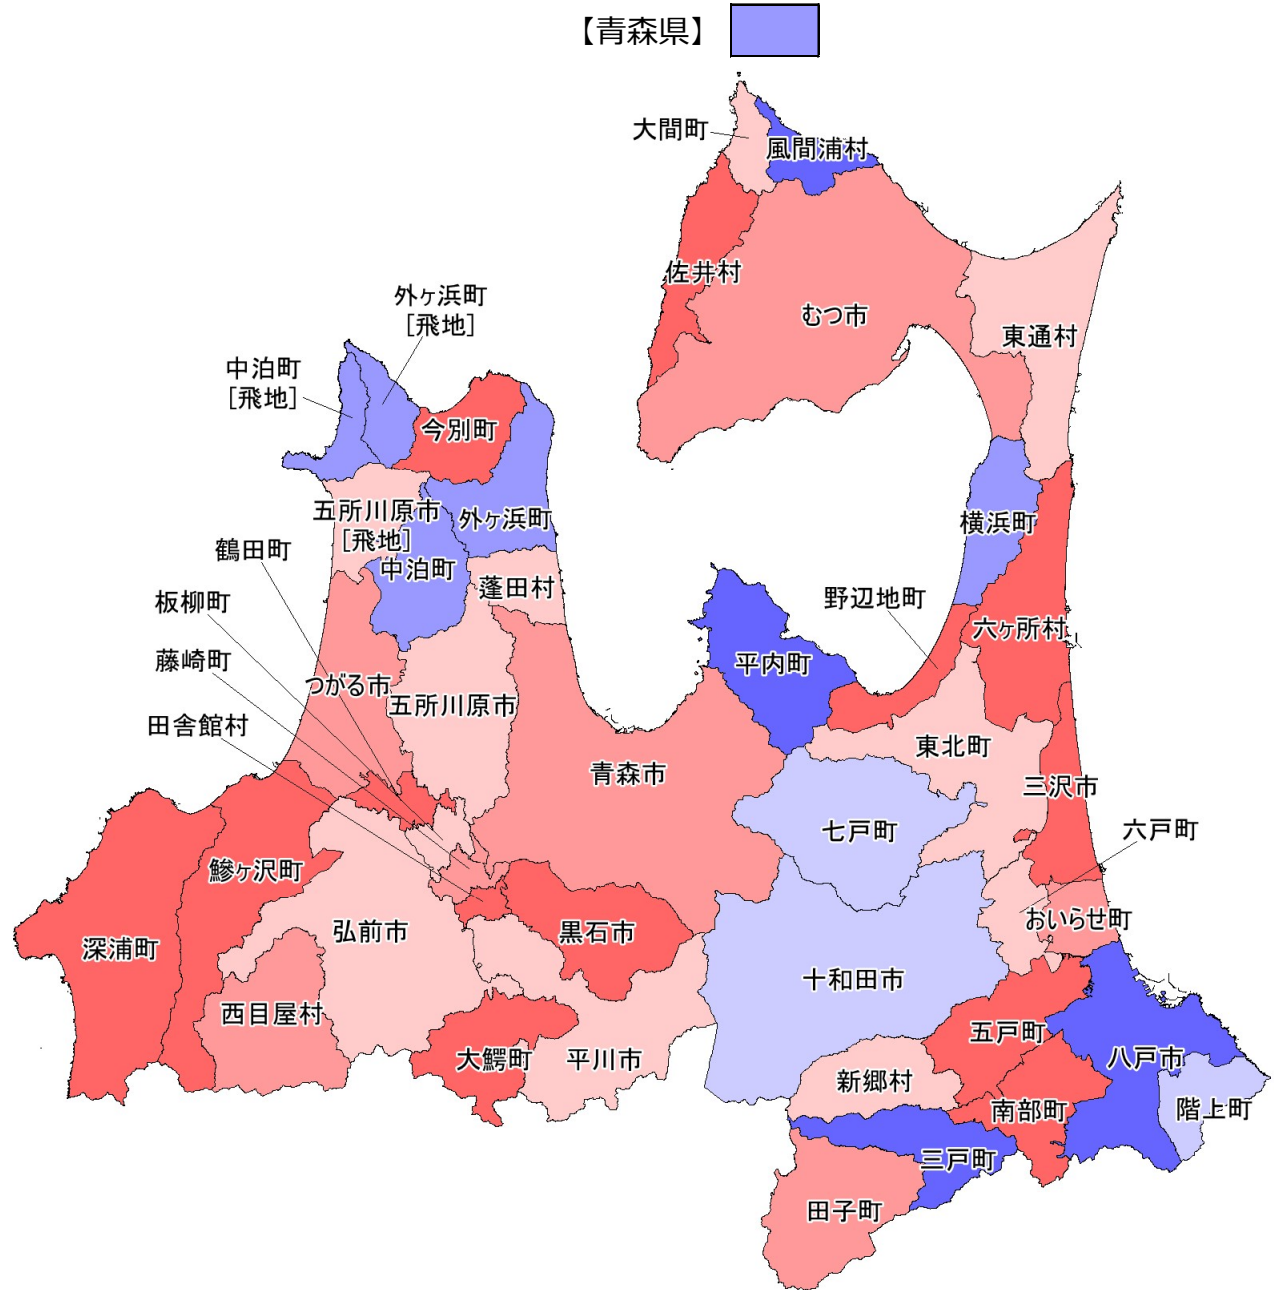 【青森県】
大間町
風間浦村
佐井村
むつ市
東通村
外ヶ浜町
[飛地]
中泊町
[飛地]
今別町
五所川原市
[飛地]
外ヶ浜町
中泊町
横浜町
鶴田町
板柳町
藤崎町
田舎館村
蓬田村
野辺地町
六ヶ所村
平内町
つがる市
五所川原市
東北町
青森市
三沢市
七戸町
六戸町
鰺ヶ沢町
おいらせ町
弘前市
黒石市
深浦町
十和田市
西目屋村
五戸町
大鰐町
平川市
八戸市
新郷村
南部町
階上町
三戸町
田子町